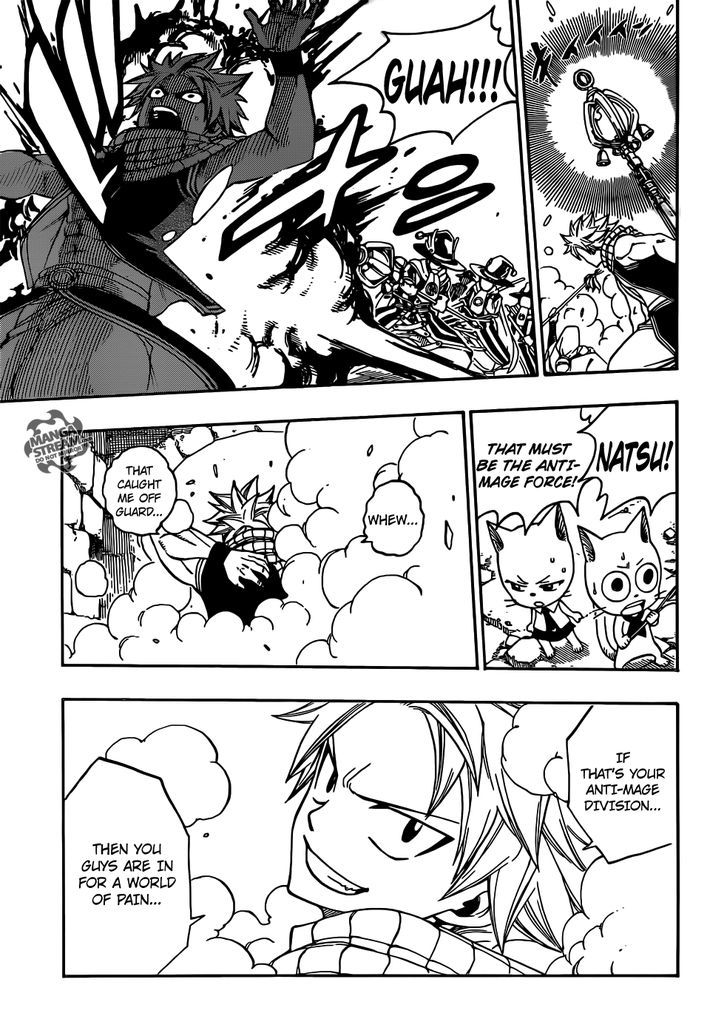 GUAH!!!
NATSU!
THAT MUST
BE THE ANTI-
MAGE FORCE!
WHEW...
THAT
CAUGHT
ME OFF
GUARD...
MANGA
STREAM
IF
THAT'S YOUR
ANTI-MAGE
DIVISION...
THEN YOU
GUYS ARE IN
FOR A WORLD
OF PAIN...